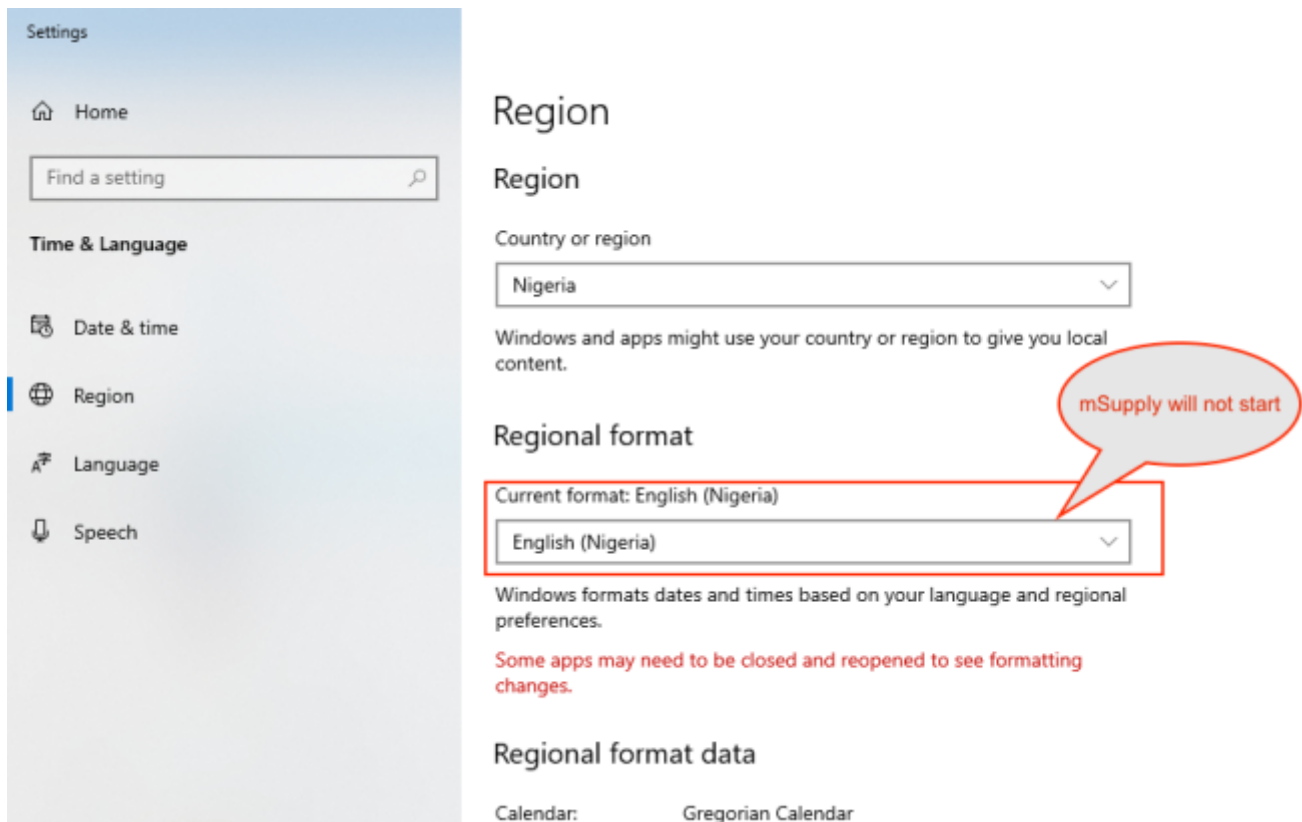 Settings
Home
Find a setting
Time & Language
Date & time
Region
Language
Speech
Region
Region
Country or region
Nigeria
Windows and apps might use your country or region to give you local
content.
mSupply will not start
Regional format
Current format: English (Nigeria)
English (Nigeria)
Windows formats dates and times based on your language and regional
preferences.
Some apps may need to be closed and reopened to see formatting
changes.
Regional format data
Calendar: Gregorian Calendar